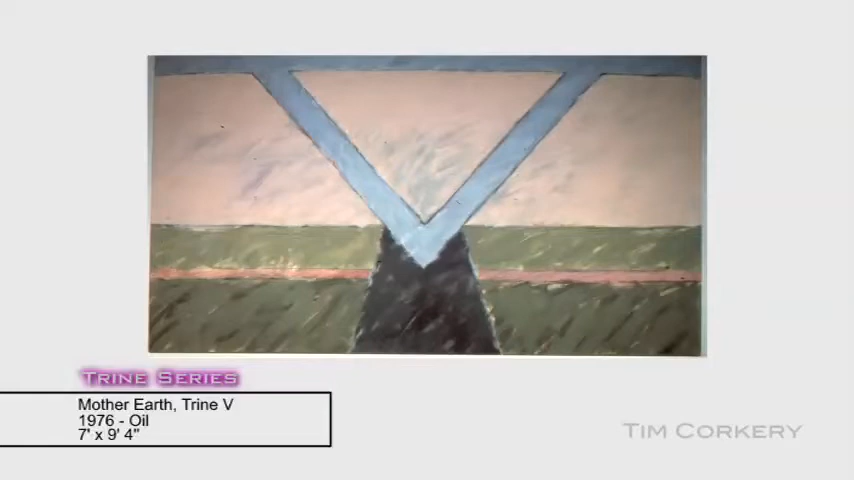 Trine Series
Mother Earth, Trine V
1976 - Oil
7' x 9' 4"
Tim Corkery